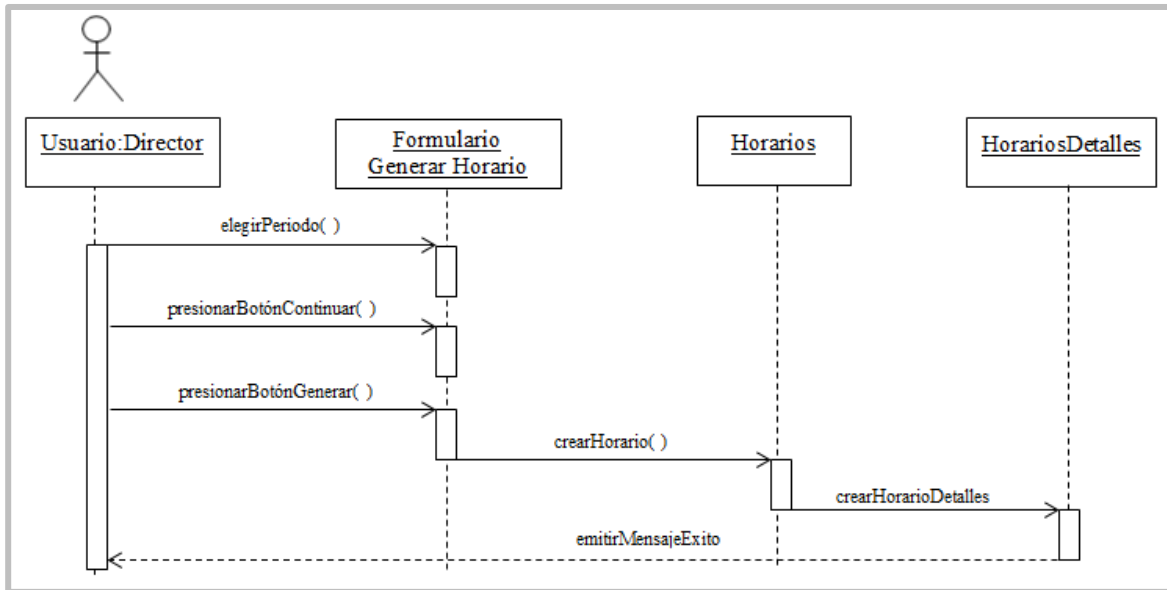 Usuario:Director
Formulario
Generar Horario
Horarios
HorariosDetalles
elegirPeriodo( )
presionarBotónContinuar( )
presionarBotónGenerar( )
crearHorario( )
crearHorarioDetalles
emitirMensajeExito